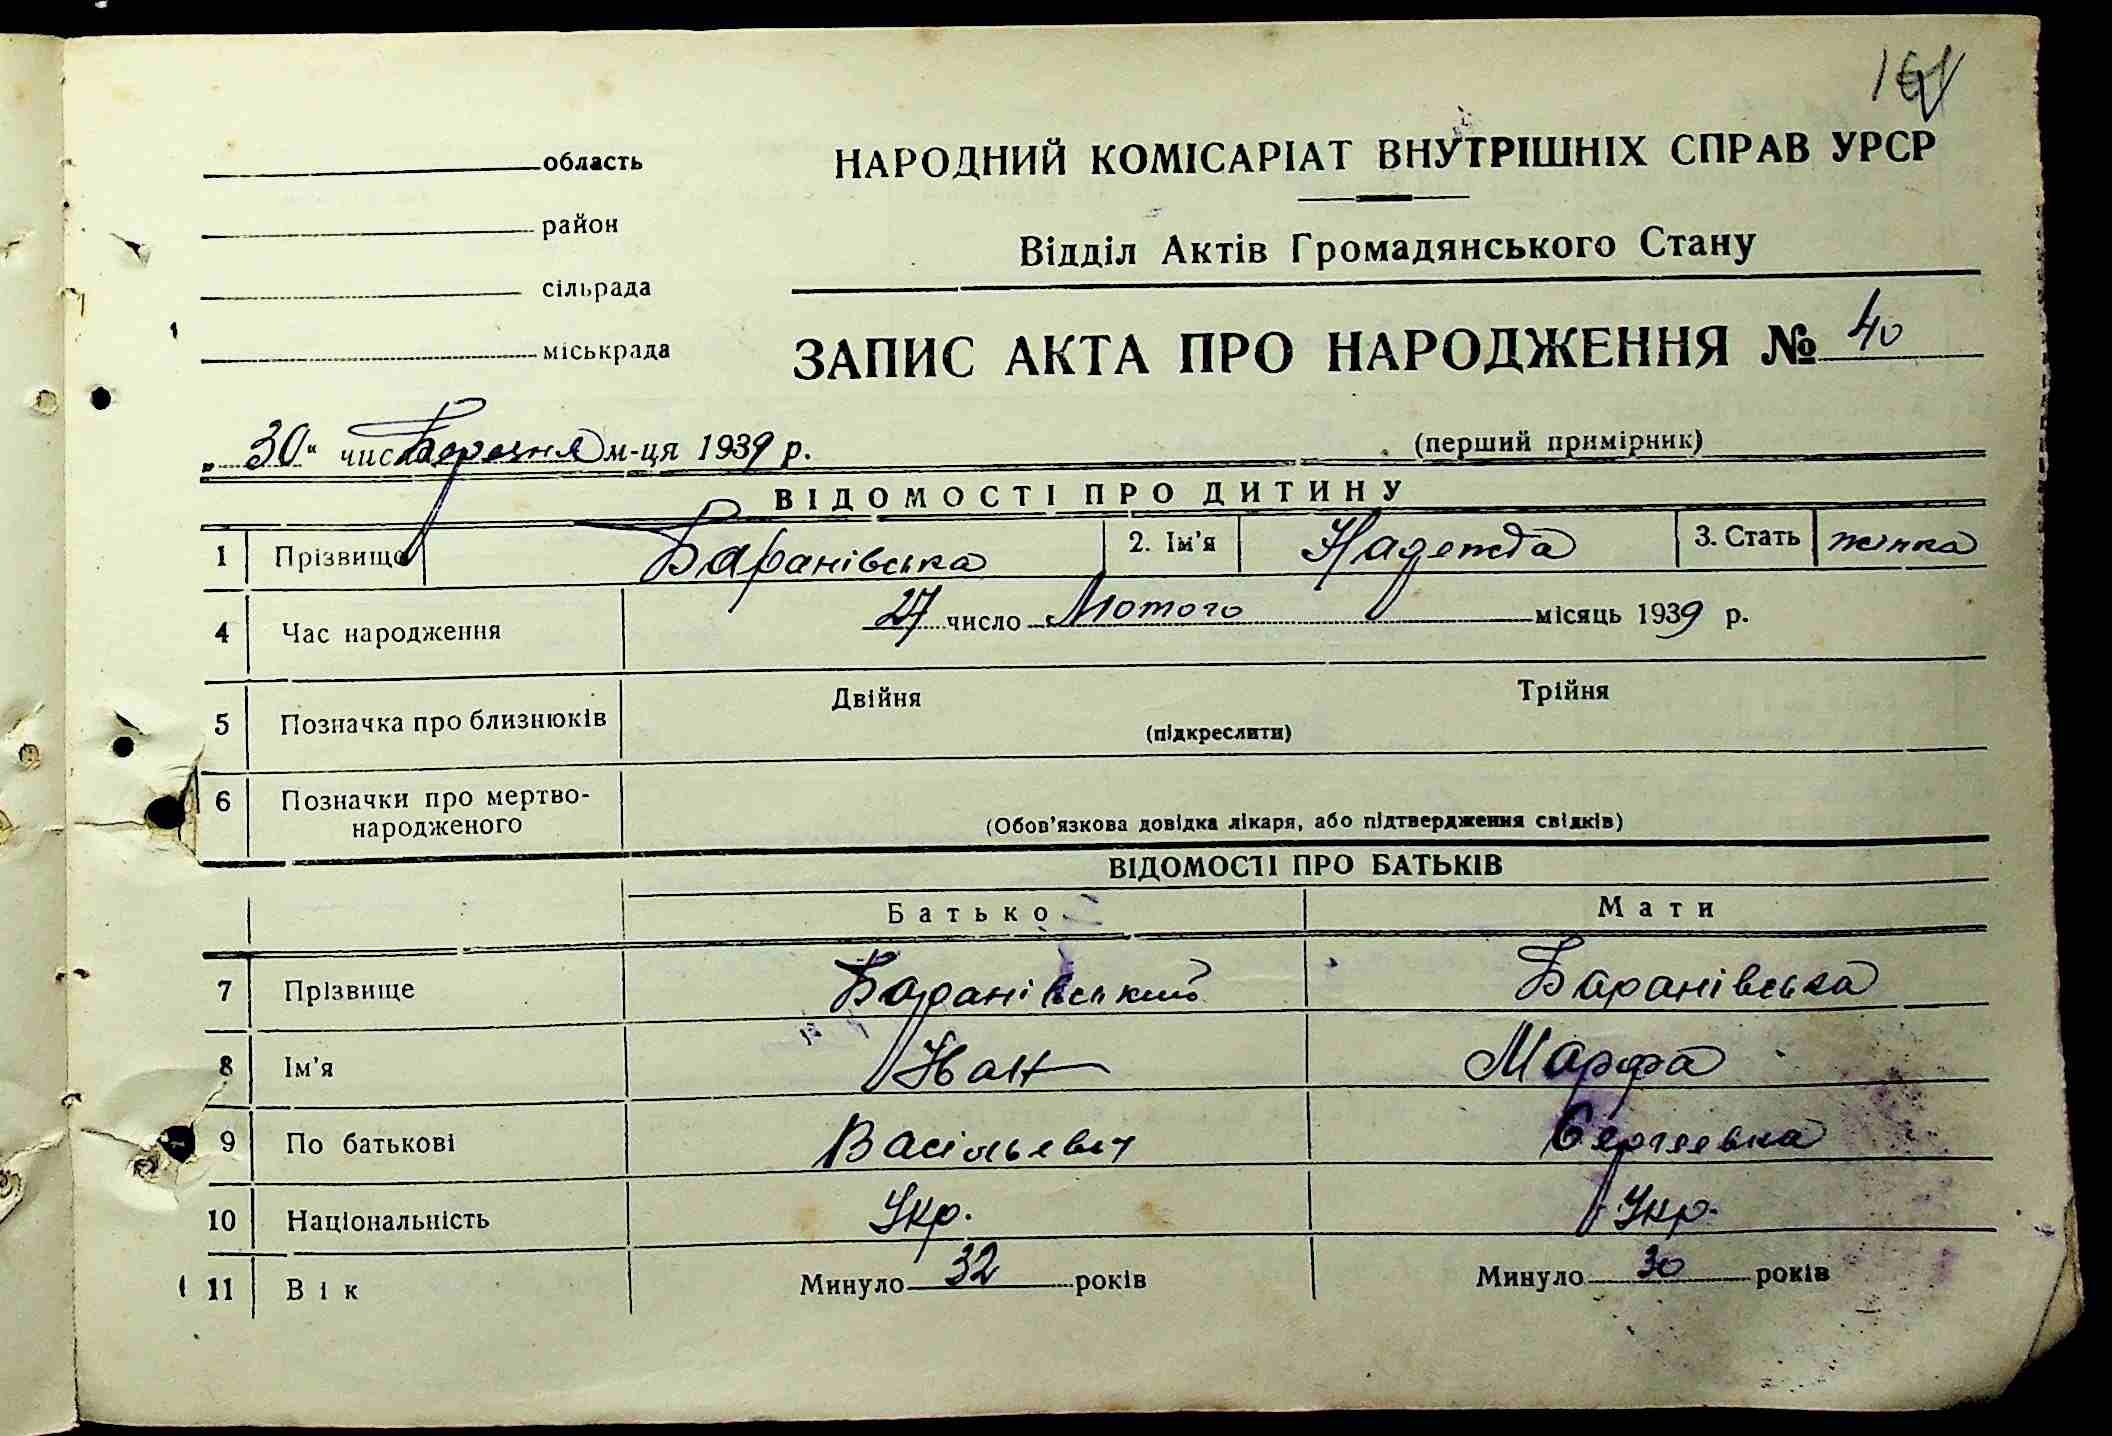 область
район
сільрада
міськрада
НАРОДНИЙ КОМІСАРІАТ ВНУТРІШНІХ СПРАВ УРСР
Відділ Актів Громадянського Стану
ЗАПИС АКТА ПРО НАРОДЖЕННЯ № 40
„30“ числа Березня м-ця 1939 р.
(перший примірник)
ВІДОМОСТІ ПРО ДИТИНУ
1 Прізвище Баранівська 2. Ім'я Надежда 3. Стать жінка
4 Час народження 27 число Лютого місяць 1939 р.
5 Позначка про близнюків Двійня Трійня
(підкреслити)
6 Позначки про мертво-
народженого
(Обов'язкова довідка лікаря, або підтвердження свідків)
ВІДОМОСТІ ПРО БАТЬКІВ
Батько Мати
7 Прізвище Баранівський Баранівська
8 Ім'я Іван Марфа
9 По батькові Васільевич Сергеевна
10 Національність Укр. Укр.
11 Вік Минуло 32 років Минуло 30 років